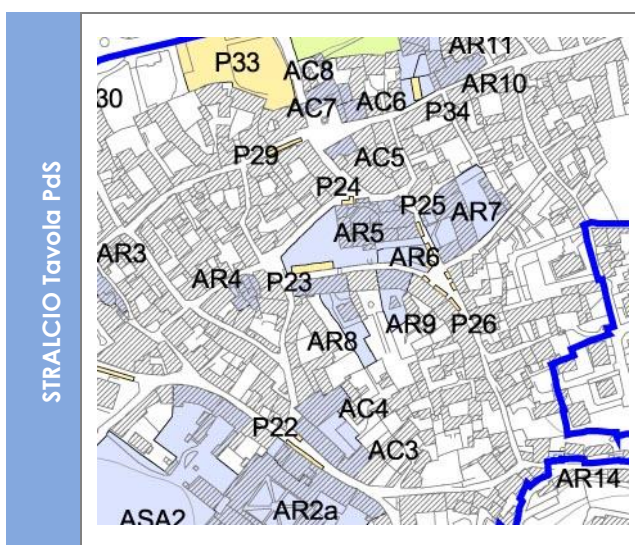 STRALCIO Tavola PdS
AR11
P33
AC8
AR10
30
AC7
AC6
P34
P29
AC5
P24
P25
AR7
AR5
AR3
AR4
P23
AR6
AR8
AR9
P26
AC4
P22
AC3
AR14
AR2a
ASA2